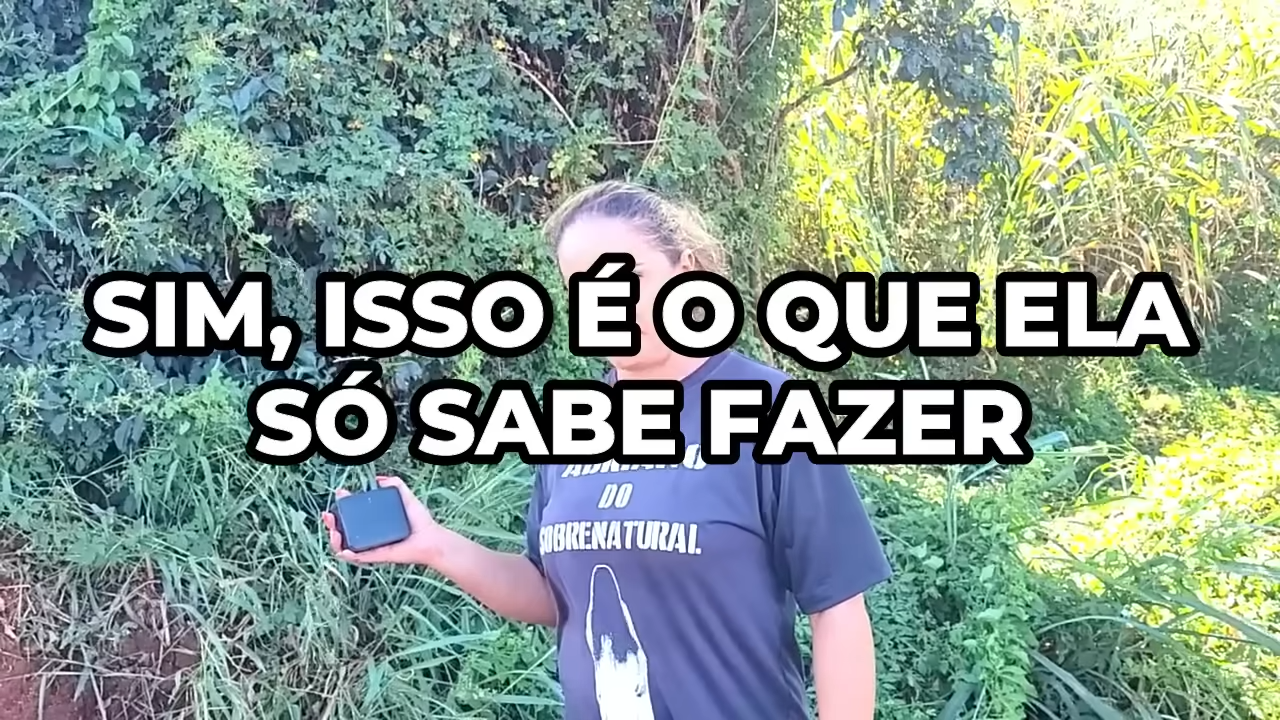 SIM, ISSO É O QUE ELA
SÓ SABE FAZER
DO
SOBRENATURAL